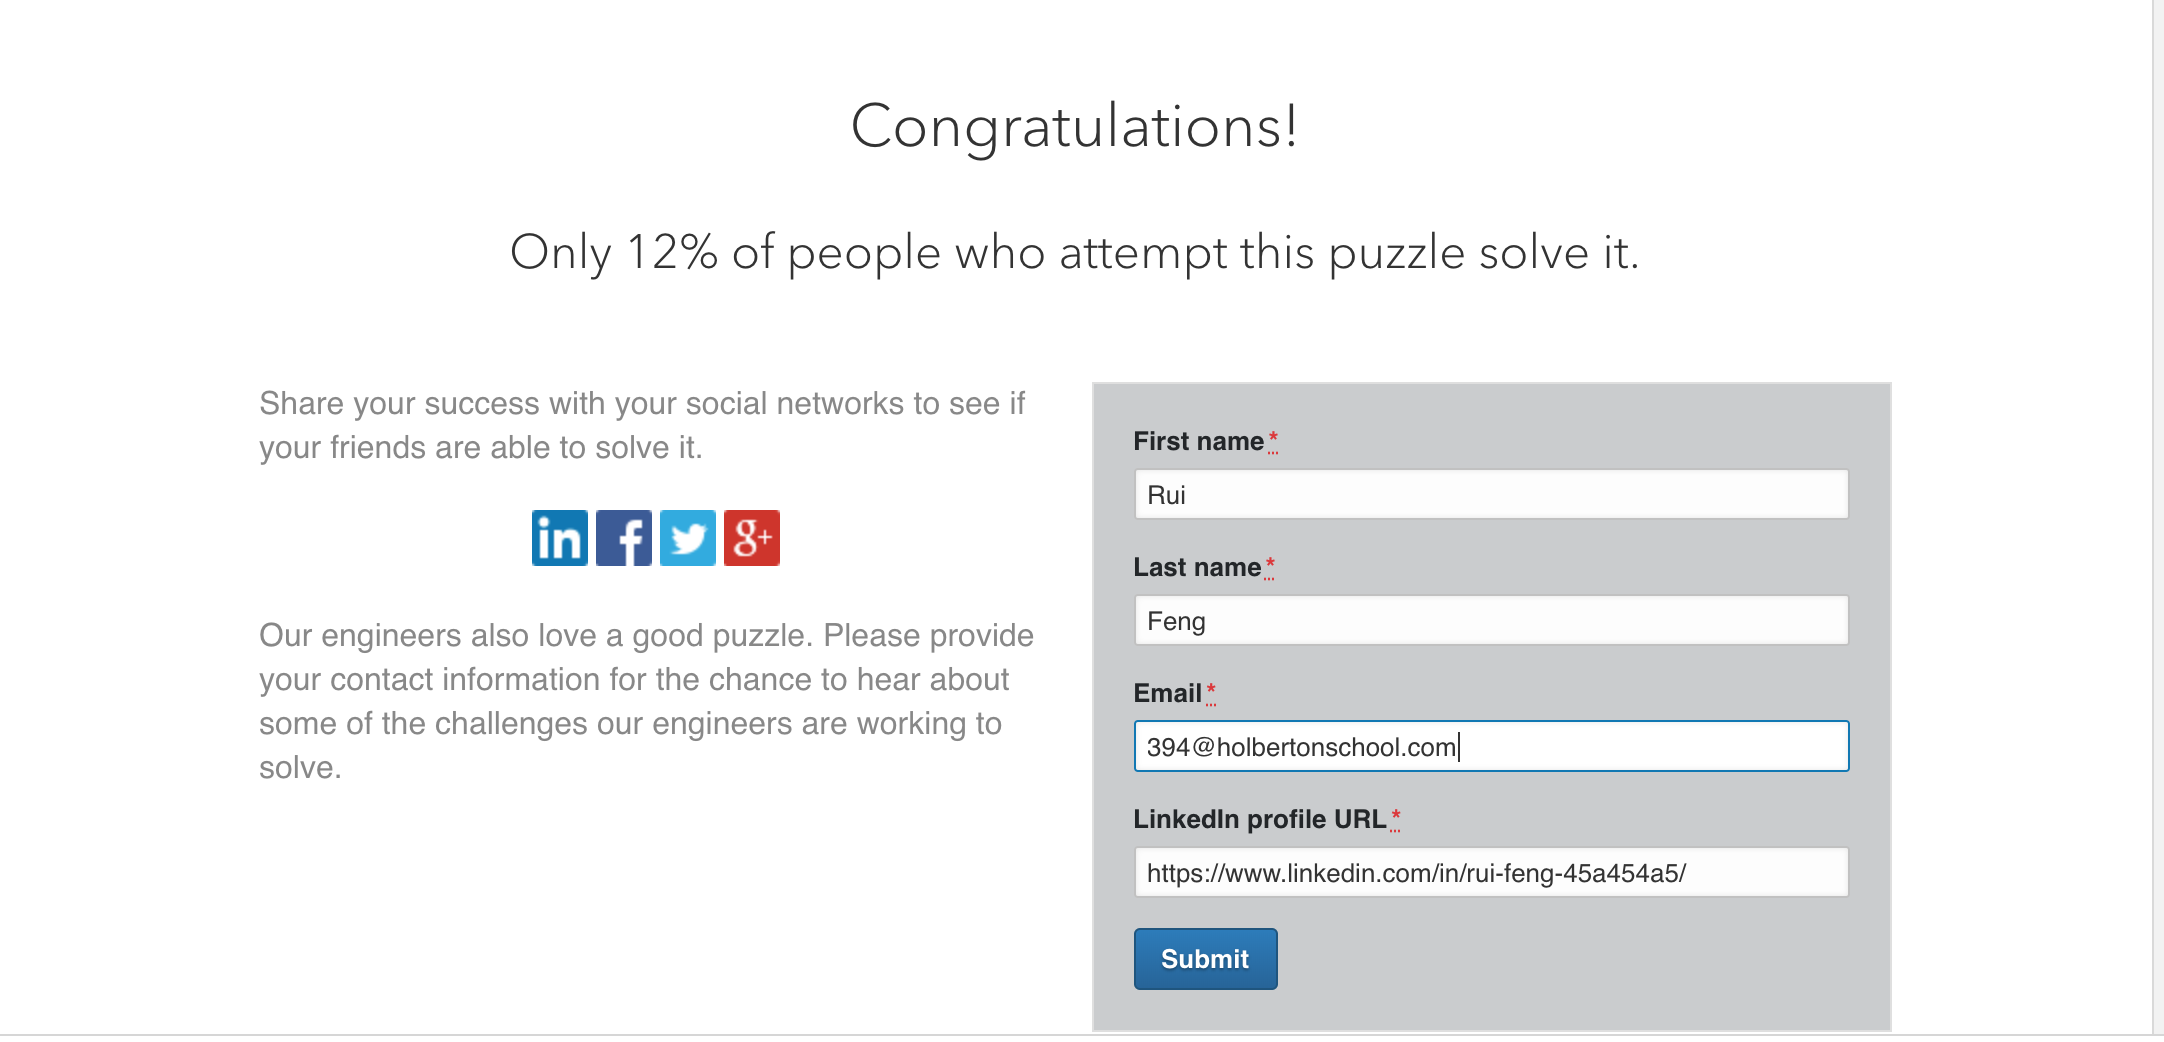 Congratulations!
Only 12% of people who attempt this puzzle solve it.
Share your success with your social networks to see if
your friends are able to solve it.
in f g+
Our engineers also love a good puzzle. Please provide
your contact information for the chance to hear about
some of the challenges our engineers are working to
solve.
First name*
Rui
Last name*
Feng
Email*
394@holbertonschool.com
LinkedIn profile URL*
https://www.linkedin.com/in/rui-feng-45a454a5/
Submit